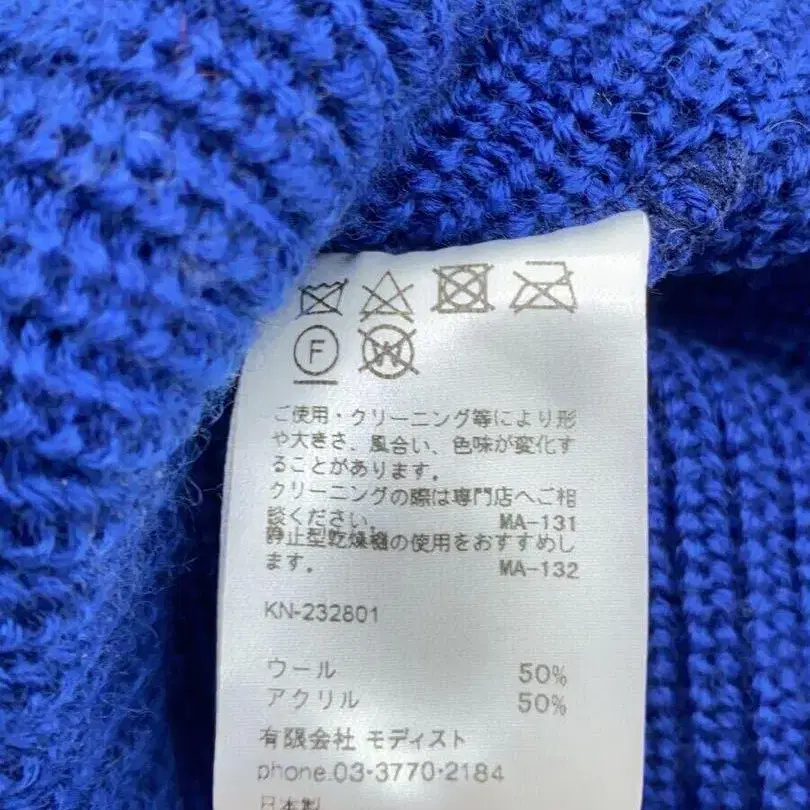 F W
ご使用・クリーニング等により形
や大きさ、風合い、色味が変化す
ることがあります。
クリーニングの際は専門店へご相
談ください。 MA-131
静止型乾燥機の使用をおすすめし
ます。 MA-132
KN-232801
ウール 50%
アクリル 50%
有限会社 モディスト
phone.03-3770-2184
日本製